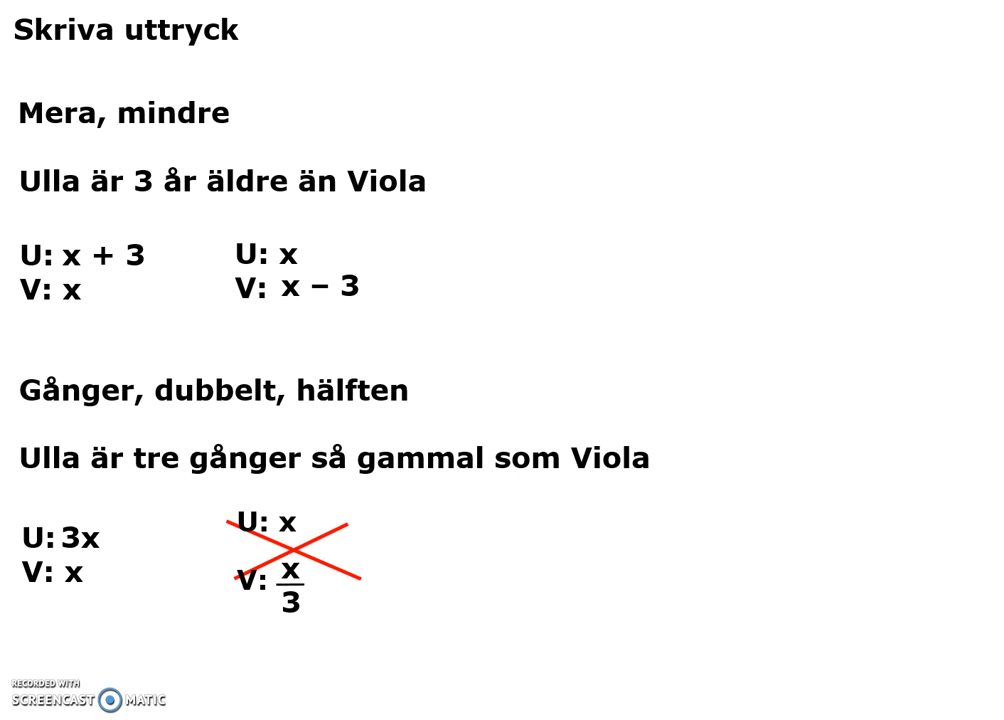 Skriva uttryck
Mera, mindre
Ulla är 3 år äldre än Viola
U: x + 3
V: x
U: x
V: x – 3
Gånger, dubbelt, hälften
Ulla är tre gånger så gammal som Viola
U: 3x
V: x
U: x
V: x
3
RECORDED WITH
SCREENCAST MATIC